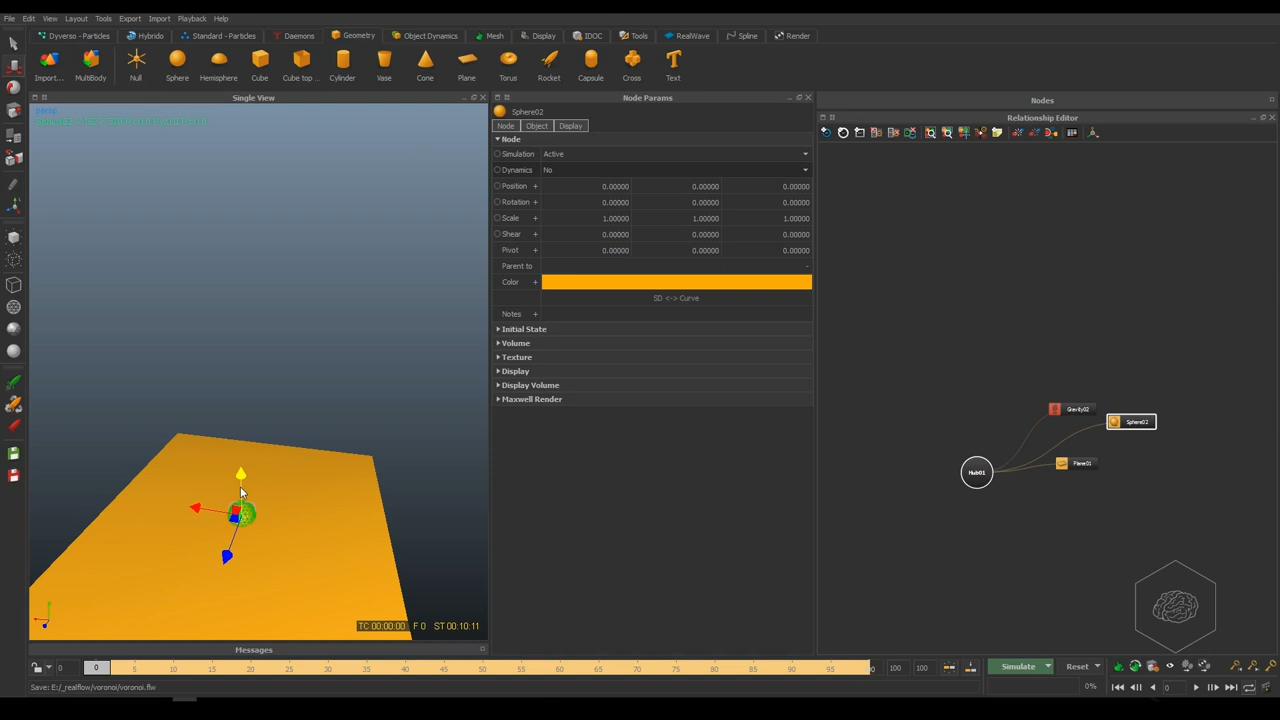 File Edit View Layout Tools Export Import Playback Help
Dyverso - Particles Hybrido Standard - Particles Daemons Geometry Object Dynamics Mesh Display IDOC Tools RealWave Spline Render
Import... MultiBody Null Sphere Hemisphere Cube Cube top ... Cylinder Vase Cone Plane Torus Rocket Capsule Cross Text
Single View
Node Params
Nodes
Relationship Editor
Sphere02
Node Object Display
Node
Simulation Active
Dynamics No
Position + 0.00000 0.00000 0.00000
Rotation + 0.00000 0.00000 0.00000
Scale + 1.00000 1.00000 1.00000
Shear + 0.00000 0.00000 0.00000
Pivot + 0.00000 0.00000 0.00000
Parent to -
Color +
SD <-> Curve
Notes +
Initial State
Volume
Texture
Display
Display Volume
Maxwell Render
Gravity02
Sphere02
Plane01
Hub01
TC 00:00:00 F 0 ST 00:10:11
Messages
0 0 5 10 15 20 25 30 35 40 45 50 55 60 65 70 75 80 85 90 95 100 100
Simulate Reset
Save: E:/_realflow/voronoi/voronoi.flw
0% 0